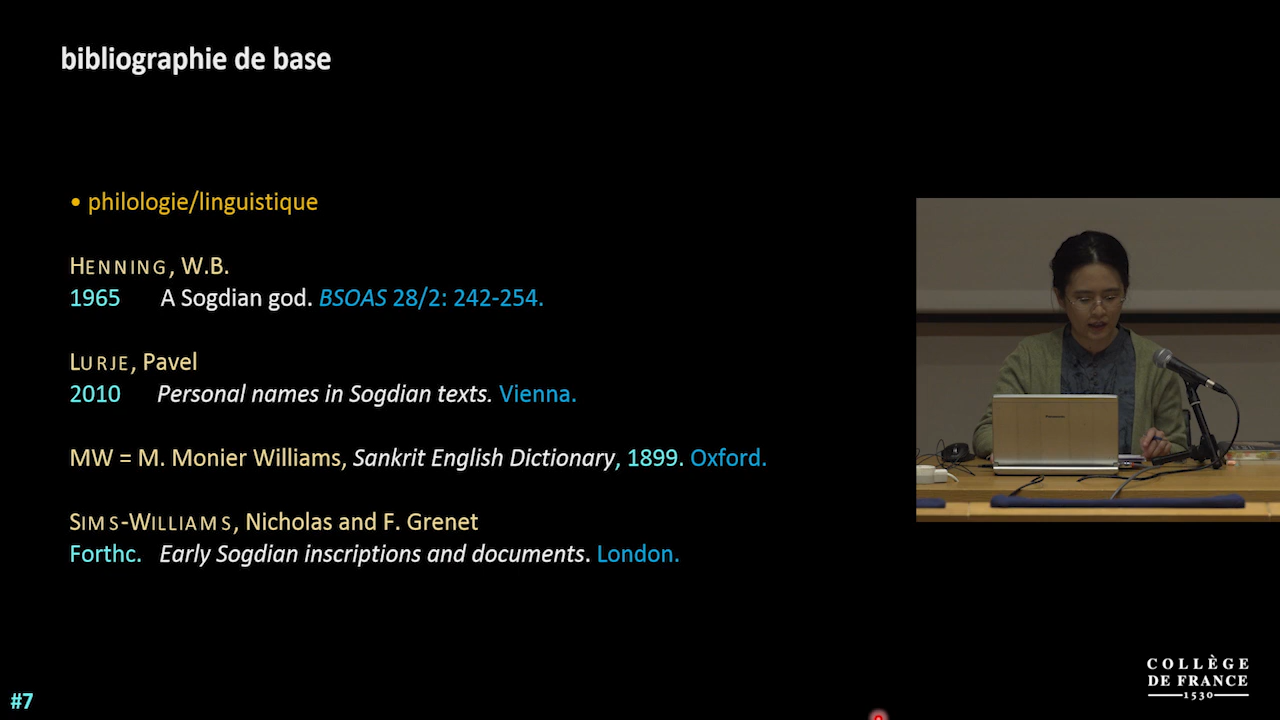 bibliographie de base
• philologie/linguistique
HENNING, W.B.
1965 A Sogdian god. BSOAS 28/2: 242-254.
LURJE, Pavel
2010 Personal names in Sogdian texts. Vienna.
MW = M. Monier Williams, Sankrit English Dictionary, 1899. Oxford.
SIMS-WILLIAMS, Nicholas and F. Grenet
Forthc. Early Sogdian inscriptions and documents. London.
#7
COLLÈGE
DE FRANCE
1530